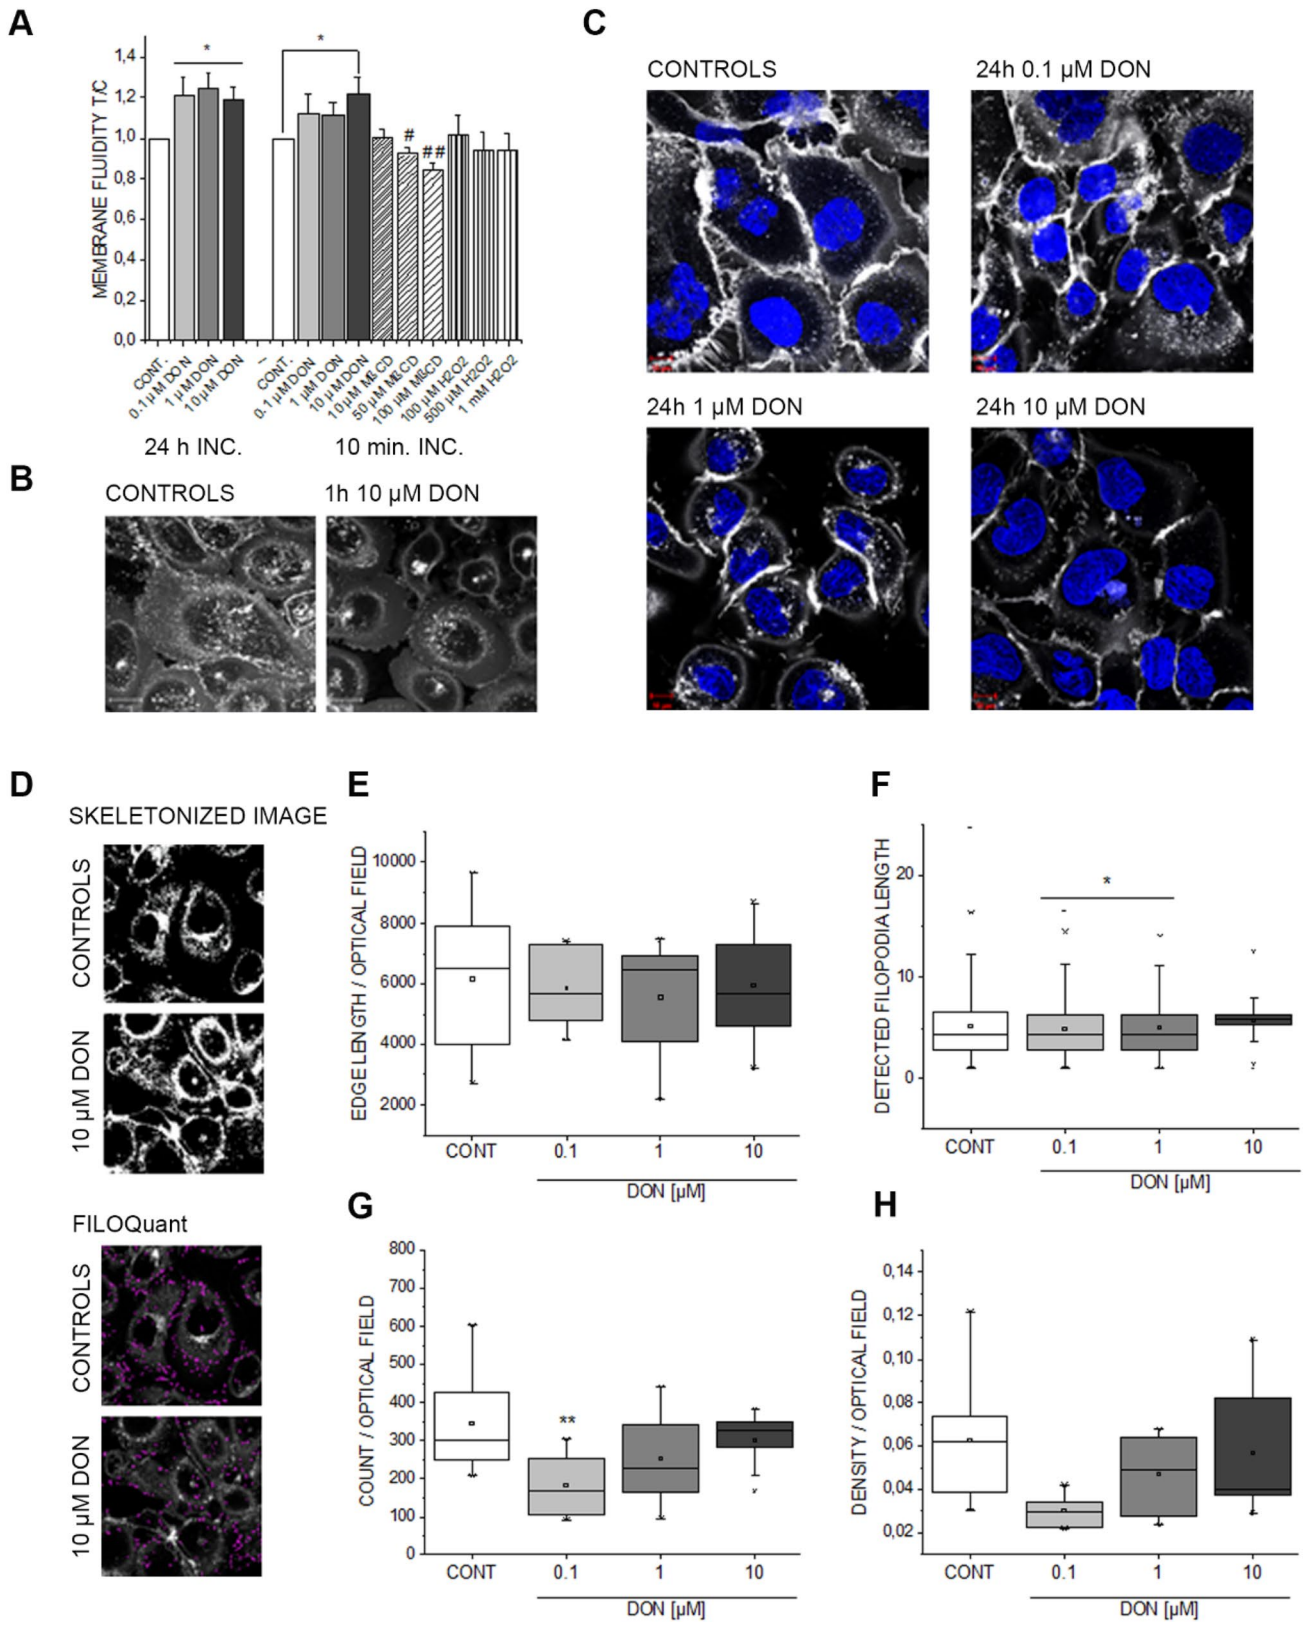 A
MEMBRANE FLUIDITY T/C
1,4
1,2
1,0
0,8
0,6
0,4
0,2
0,0
*
*
#
##
CONT.
0.1 µM DON
1 µM DON
10 µM DON
--
CONT.
0.1 µM DON
1 µM DON
10 µM DON
10 µM MβCD
50 µM MβCD
100 µM MβCD
100 µM H2O2
500 µM H2O2
1 mM H2O2
24 h INC.
10 min. INC.
B
CONTROLS
1h 10 µM DON
C
CONTROLS
24h 0.1 µM DON
24h 1 µM DON
24h 10 µM DON
D
SKELETONIZED IMAGE
CONTROLS
10 µM DON
FILOQuant
CONTROLS
10 µM DON
E
EDGE LENGTH / OPTICAL FIELD
10000
8000
6000
4000
2000
CONT
0.1
1
10
DON [µM]
F
DETECTED FILOPODIA LENGTH
20
10
0
*
CONT
0.1
1
10
DON [µM]
G
COUNT / OPTICAL FIELD
800
700
600
500
400
300
200
100
0
**
CONT
0.1
1
10
DON [µM]
H
DENSITY / OPTICAL FIELD
0,14
0,12
0,10
0,08
0,06
0,04
0,02
CONT
0.1
1
10
DON [µM]